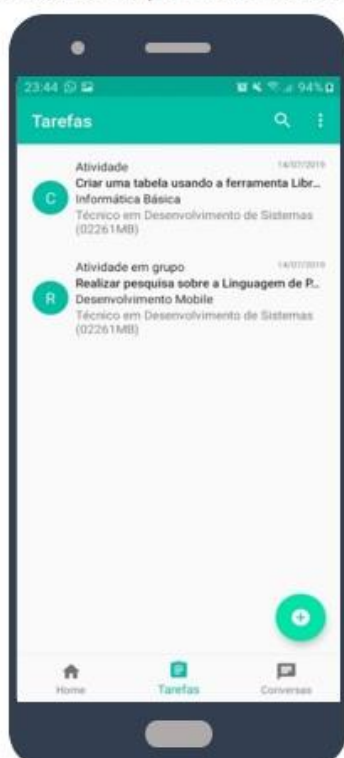 23:44 94%
Tarefas
Atividade 14/07/2019
Criar uma tabela usando a ferramenta Libr...
C
Informática Básica
Técnico em Desenvolvimento de Sistemas
(02261MB)
Atividade em grupo 14/07/2019
Realizar pesquisa sobre a Linguagem de P...
R
Desenvolvimento Mobile
Técnico em Desenvolvimento de Sistemas
(02261MB)
Home Tarefas Conversas